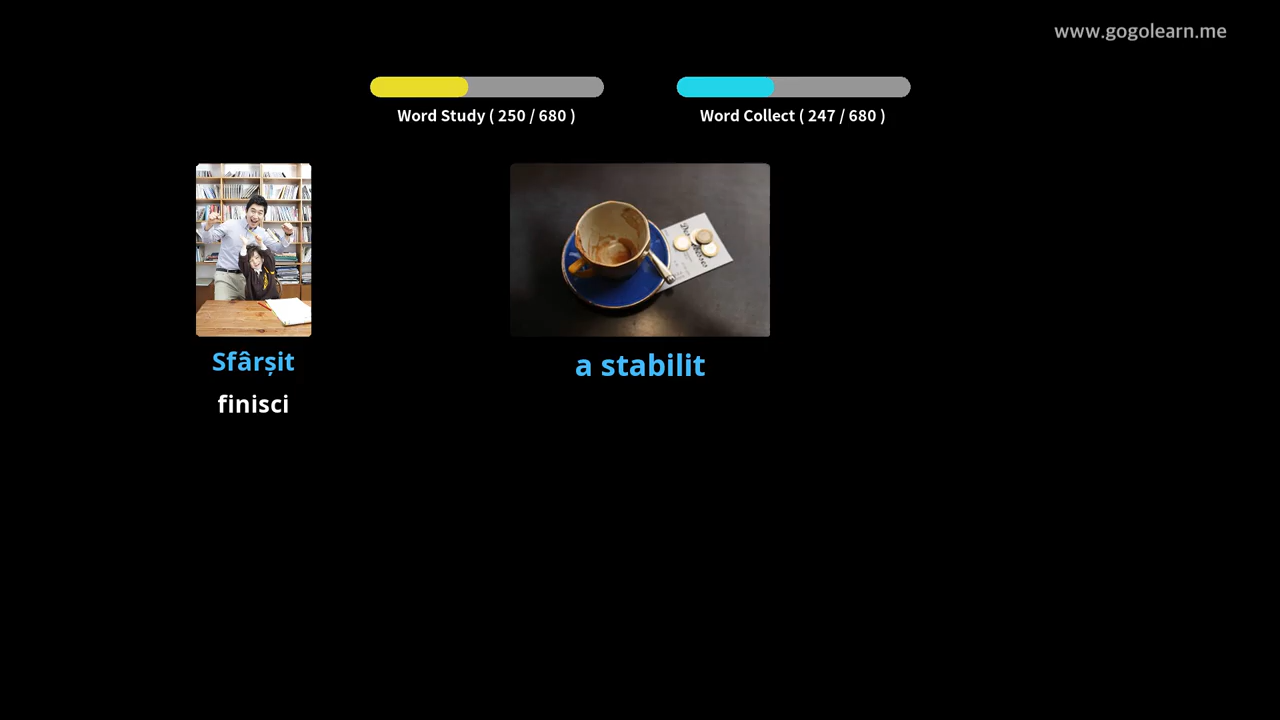 www.gogolearn.me
Word Study ( 250 / 680 )
Word Collect ( 247 / 680 )
Sfârșit
finisci
a stabilit